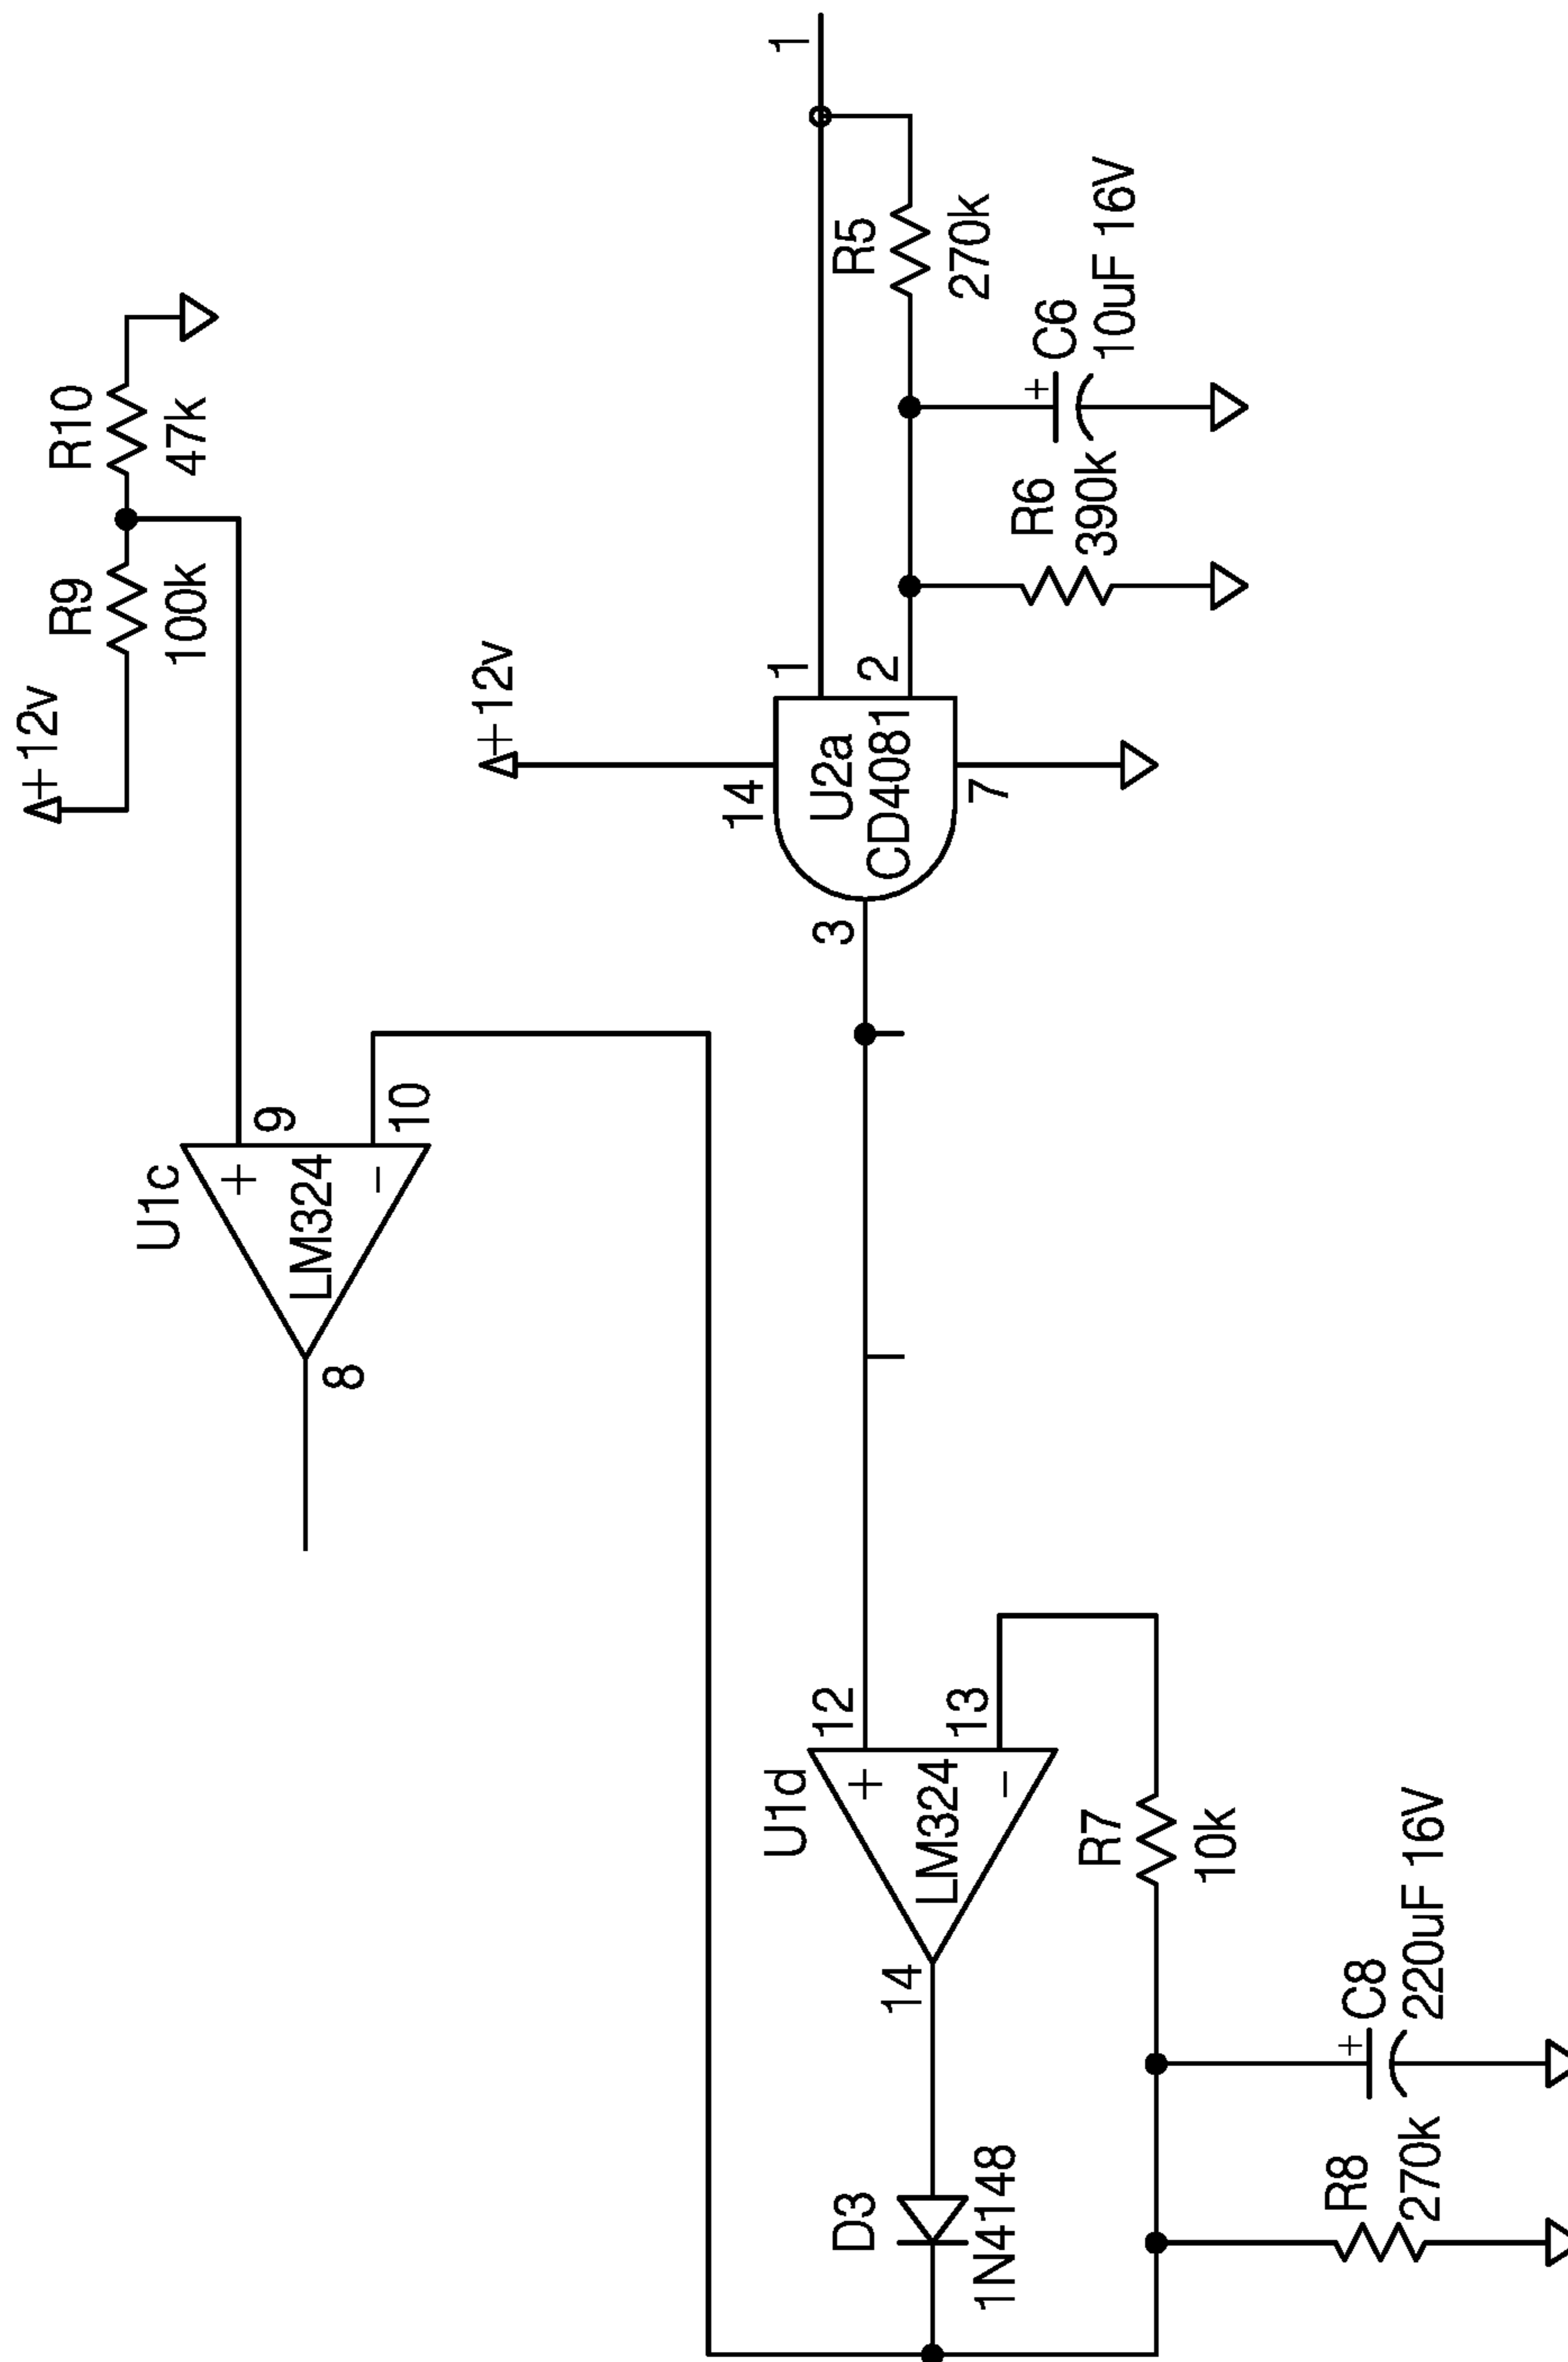 +12v
R9
100k
R10
47k
U1c
+
LM324
-
9
10
8
+12v
14
U2a
CD4081
7
3
1
2
1
R5
270k
+
C6
10uF 16V
R6
390k
U1d
+
LM324
-
12
13
14
R7
10k
D3
1N4148
+
C8
220uF 16V
R8
270k